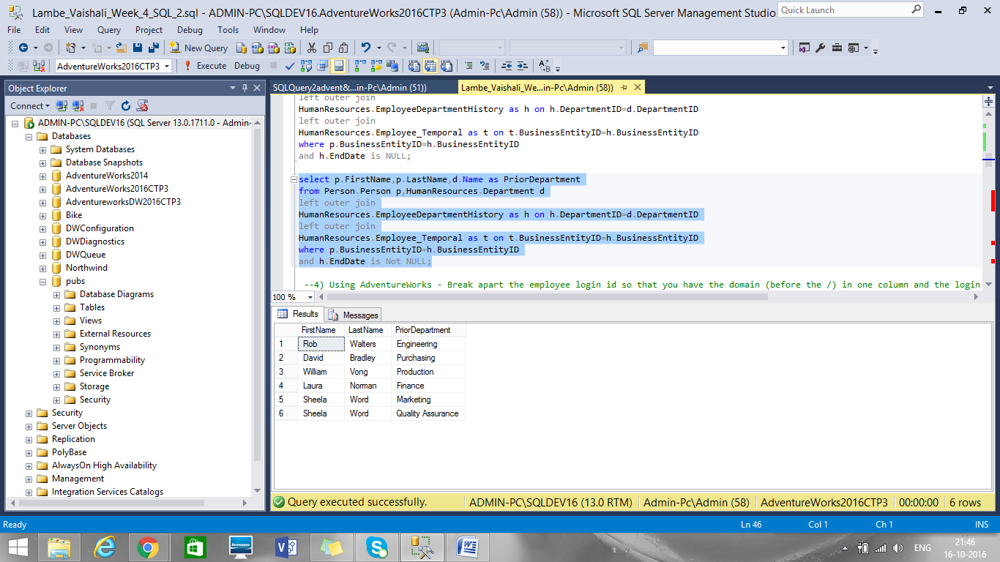 Lambe_Vaishali_Week_4_SQL_2.sql - ADMIN-PC\SQLDEV16.AdventureWorks2016CTP3 (Admin-Pc\Admin (58)) - Microsoft SQL Server Management Studio
Quick Launch
File Edit View Query Project Debug Tools Window Help
New Query
AdventureWorks2016CTP3 Execute Debug
Object Explorer
Connect
ADMIN-PC\SQLDEV16 (SQL Server 13.0.1711.0 - Admin-
Databases
System Databases
Database Snapshots
AdventureWorks2014
AdventureWorks2016CTP3
AdventureworksDW2016CTP3
Bike
DWConfiguration
DWDiagnostics
DWQueue
Northwind
pubs
Database Diagrams
Tables
Views
External Resources
Synonyms
Programmability
Service Broker
Storage
Security
Security
Server Objects
Replication
PolyBase
AlwaysOn High Availability
Management
Integration Services Catalogs
SQLQuery2advent&...in-Pc\Admin (51)) Lambe_Vaishali_We...in-Pc\Admin (58))
left outer join
HumanResources.EmployeeDepartmentHistory as h on h.DepartmentID=d.DepartmentID
left outer join
HumanResources.Employee_Temporal as t on t.BusinessEntityID=h.BusinessEntityID
where p.BusinessEntityID=h.BusinessEntityID
and h.EndDate is NULL;
select p.FirstName,p.LastName,d.Name as PriorDepartment
from Person.Person p,HumanResources.Department d
left outer join
HumanResources.EmployeeDepartmentHistory as h on h.DepartmentID=d.DepartmentID
left outer join
HumanResources.Employee_Temporal as t on t.BusinessEntityID=h.BusinessEntityID
where p.BusinessEntityID=h.BusinessEntityID
and h.EndDate is Not NULL;
--4) Using AdventureWorks - Break apart the employee login id so that you have the domain (before the /) in one column and the login
100 %
Results Messages
FirstName LastName PriorDepartment
1 Rob Walters Engineering
2 David Bradley Purchasing
3 William Vong Production
4 Laura Norman Finance
5 Sheela Word Marketing
6 Sheela Word Quality Assurance
Query executed successfully. ADMIN-PC\SQLDEV16 (13.0 RTM) Admin-Pc\Admin (58) AdventureWorks2016CTP3 00:00:00 6 rows
Ready Ln 46 Col 1 Ch 1 INS
ENG 21:46
16-10-2016